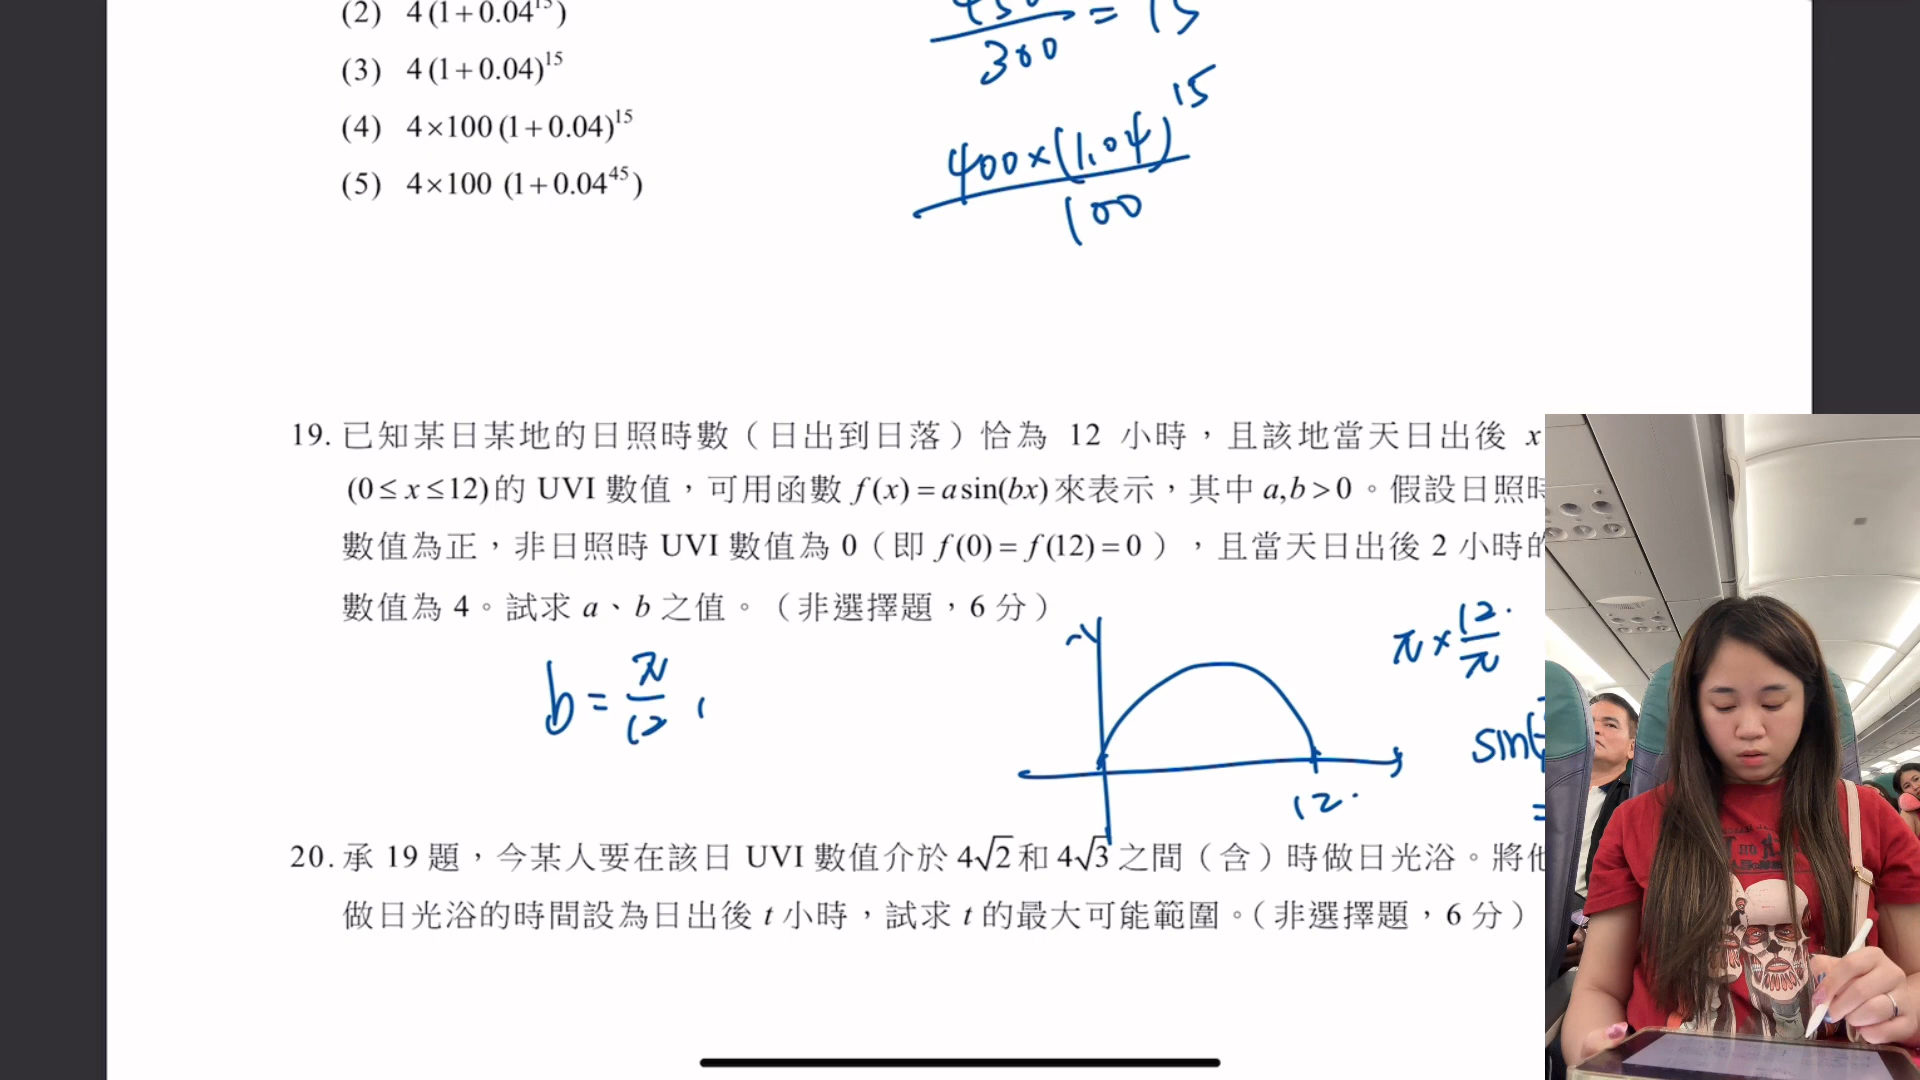 (2) 4(1+0.04¹⁵)
(3) 4(1+0.04)¹⁵
(4) 4×100(1+0.04)¹⁵
(5) 4×100 (1+0.04⁴⁵)
300 = 15
400×(1.04)¹⁵
100
19. 已知某日某地的日照時數（日出到日落）恰為 12 小時，且該地當天日出後 x
(0≤x≤12)的 UVI 數值，可用函數 f(x)=asin(bx)來表示，其中 a,b>0。假設日照時
數值為正，非日照時 UVI 數值為 0（即 f(0)=f(12)=0），且當天日出後 2 小時的
數值為 4。試求 a、b 之值。（非選擇題，6 分）
b=π/12
12.
π×12/π
sin(
=
20. 承 19 題，今某人要在該日 UVI 數值介於 4√2和 4√3 之間（含）時做日光浴。將他
做日光浴的時間設為日出後 t 小時，試求 t 的最大可能範圍。（非選擇題，6 分）